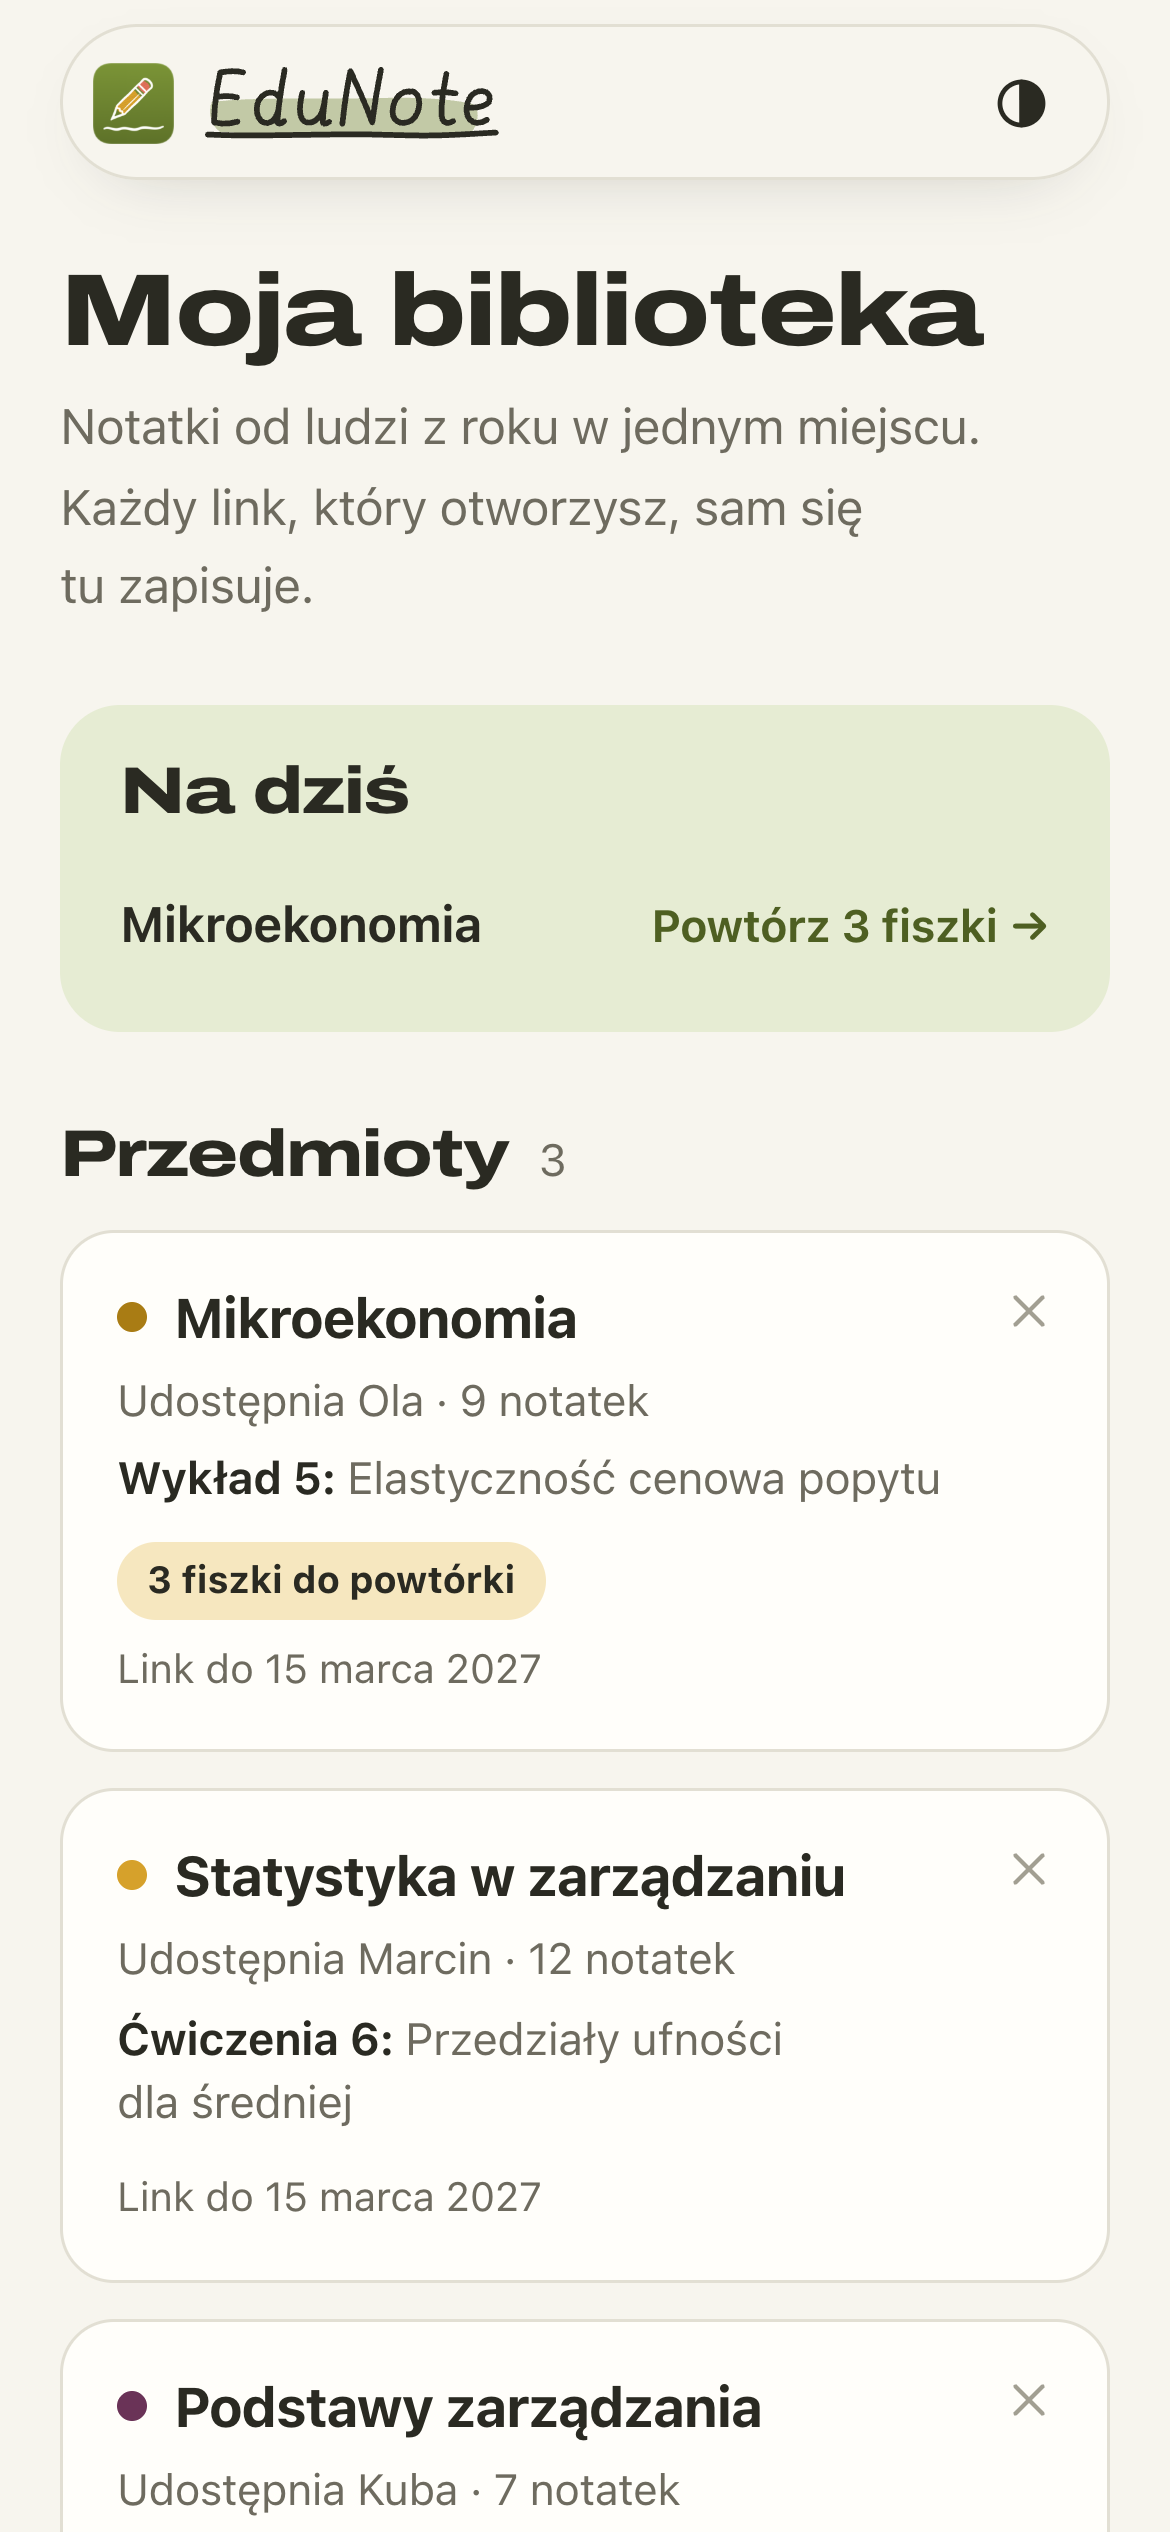 EduNote
Moja biblioteka
Notatki od ludzi z roku w jednym miejscu.
Każdy link, który otworzysz, sam się
tu zapisuje.
Na dziś
Mikroekonomia
Powtórz 3 fiszki →
Przedmioty 3
Mikroekonomia
Udostępnia Ola · 9 notatek
Wykład 5: Elastyczność cenowa popytu
3 fiszki do powtórki
Link do 15 marca 2027
Statystyka w zarządzaniu
Udostępnia Marcin · 12 notatek
Ćwiczenia 6: Przedziały ufności
dla średniej
Link do 15 marca 2027
Podstawy zarządzania
Udostępnia Kuba · 7 notatek